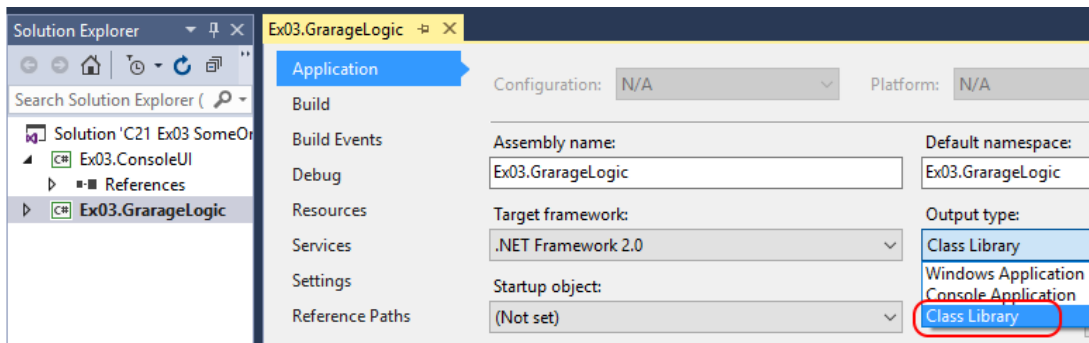 Solution Explorer
Search Solution Explorer (
Solution 'C21 Ex03 SomeOr
C# Ex03.ConsoleUI
References
C# Ex03.GrarageLogic
Ex03.GrarageLogic
Application
Build
Build Events
Debug
Resources
Services
Settings
Reference Paths
Configuration: N/A
Platform: N/A
Assembly name:
Ex03.GrarageLogic
Default namespace:
Ex03.GrarageLogic
Target framework:
.NET Framework 2.0
Output type:
Class Library
Windows Application
Console Application
Class Library
Startup object:
(Not set)